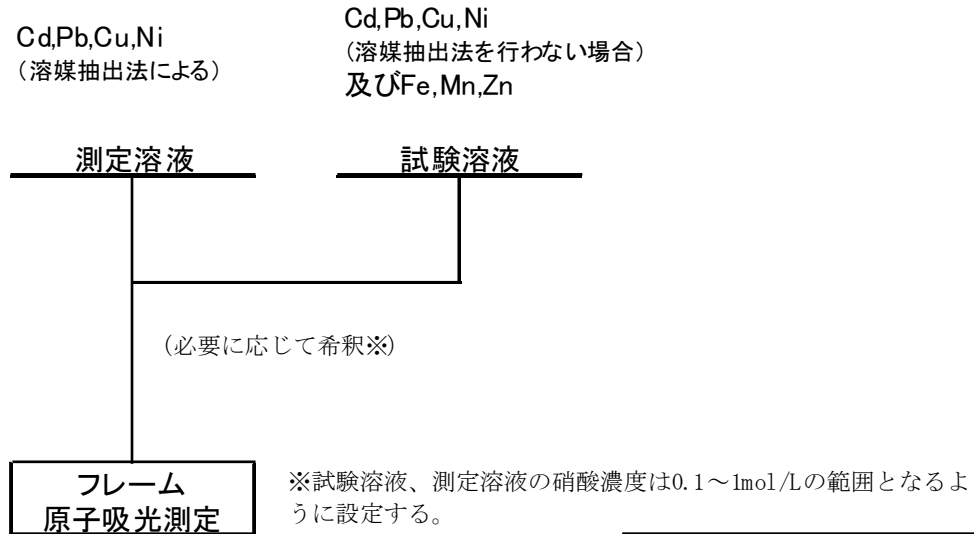 Cd,Pb,Cu,Ni
（溶媒抽出法による）
Cd,Pb,Cu,Ni
（溶媒抽出法を行わない場合）
及びFe,Mn,Zn
測定溶液
試験溶液
(必要に応じて希釈※)
フレーム
原子吸光測定
※試験溶液、測定溶液の硝酸濃度は0.1～1mol/Lの範囲となるよ
うに設定する。